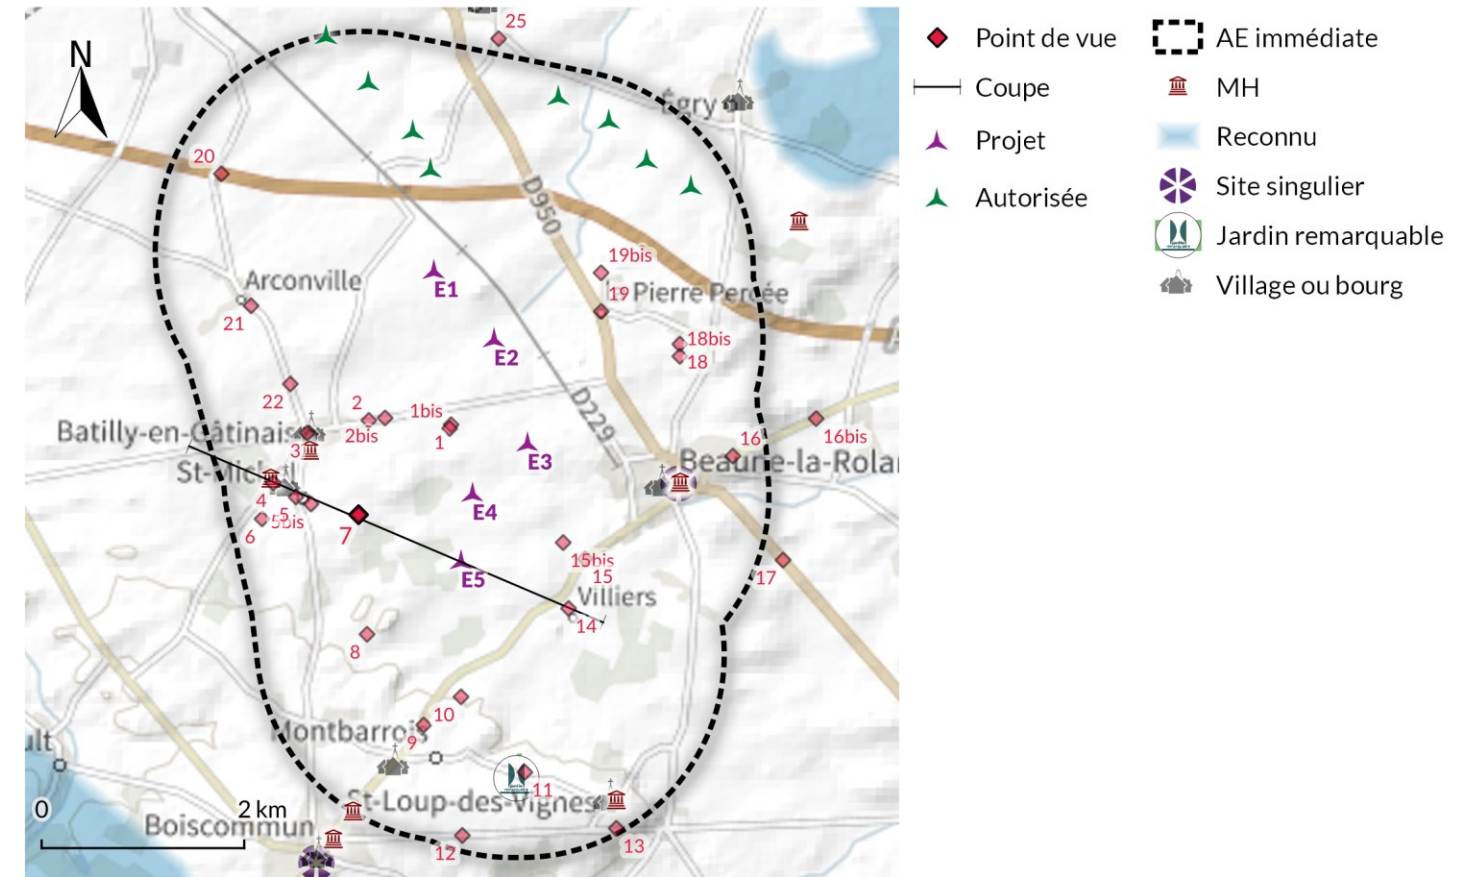 25
N
Égry
20
D950
19bis
Arconville
E1
19
Pierre Percée
21
18bis
E2
18
22
2
1bis
D229
16bis
Batilly-en-Câtinais
2bis
1
16
3
E3
Beaune-la-Rolan
St-Michel
4
5
E4
6
5bis
7
15bis
17
E5
15
Villiers
14
8
10
Montbarrois
9
ult
11
0
2 km
St-Loup-des-Vignes
Boiscommun
12
13
Point de vue
Coupe
Projet
Autorisée
AE immédiate
MH
Reconnu
Site singulier
Jardin remarquable
Village ou bourg